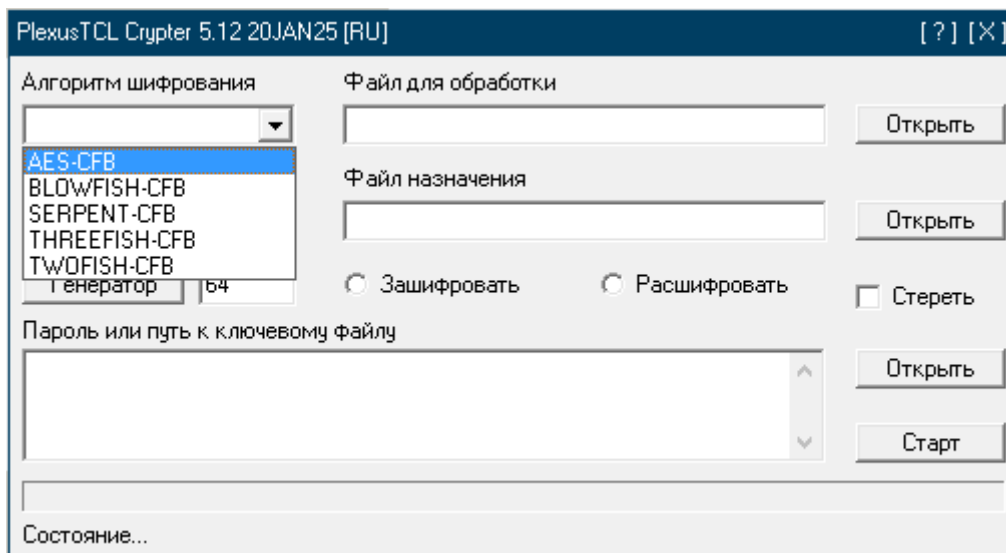 PlexusTCL Crypter 5.12 20JAN25 [RU] [ ? ] [X]
Алгоритм шифрования
Файл для обработки
Открыть
AES-CFB
BLOWFISH-CFB
SERPENT-CFB
THREEFISH-CFB
TWOFISH-CFB
Файл назначения
Открыть
Генератор 64
Зашифровать Расшифровать
Стереть
Пароль или путь к ключевому файлу
Открыть
Старт
Состояние...